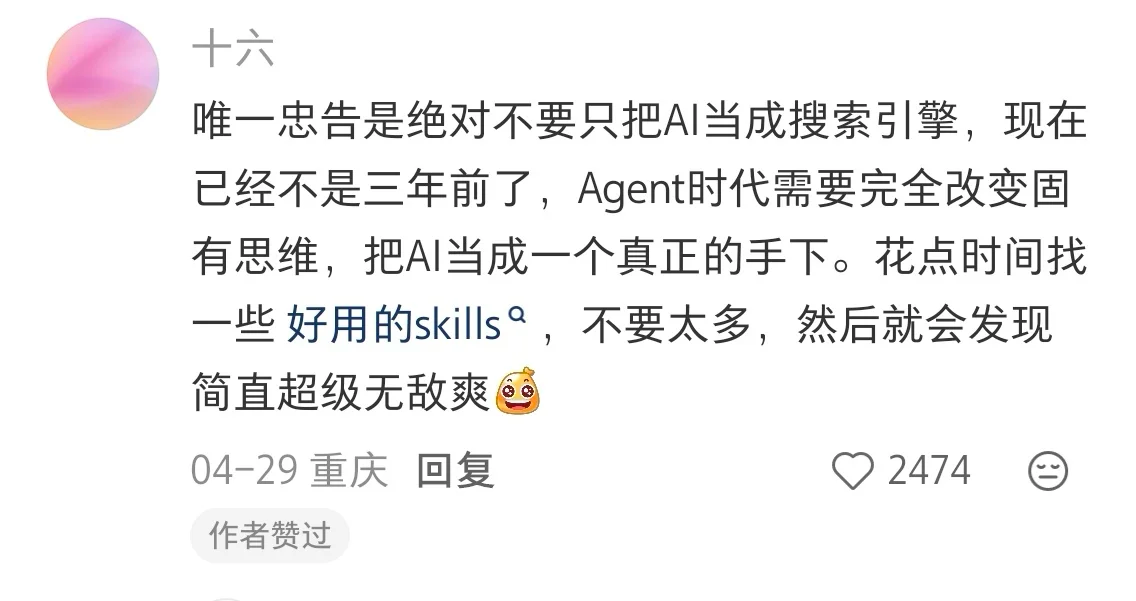 十六
唯一忠告是绝对不要只把AI当成搜索引擎，现在
已经不是三年前了，Agent时代需要完全改变固
有思维，把AI当成一个真正的手下。花点时间找
一些 好用的skills，不要太多，然后就会发现
简直超级无敌爽
04-29 重庆 回复 2474
作者赞过